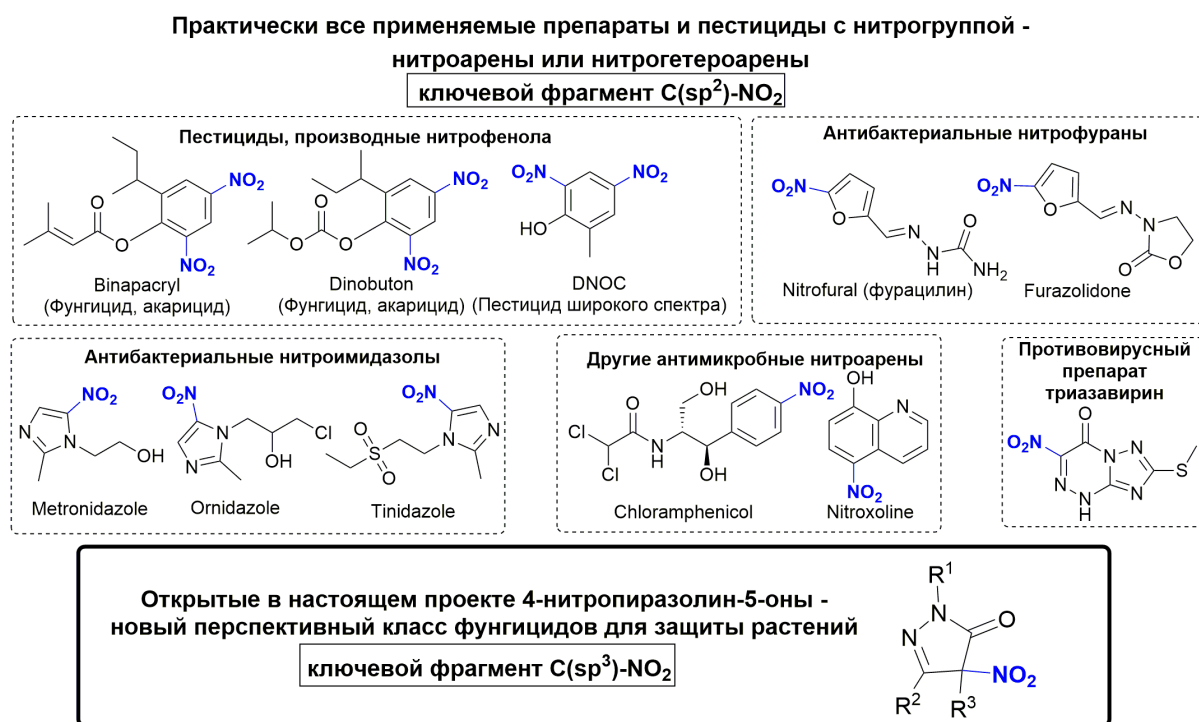 Практически все применяемые препараты и пестициды с нитрогруппой -
нитроарены или нитрогетероарены
ключевой фрагмент C(sp²)-NO₂
Пестициды, производные нитрофенола
NO₂
O
O
NO₂
Binapacryl
(Фунгицид, акарицид)
NO₂
O
O
O
NO₂
Dinobuton
(Фунгицид, акарицид)
O₂N
NO₂
HO
DNOC
(Пестицид широкого спектра)
Антибактериальные нитрофураны
O₂N
O
N
N
H
O
NH₂
Nitrofural (фурацилин)
O₂N
O
N
N
O
O
Furazolidone
Антибактериальные нитроимидазолы
NO₂
N
N
OH
Metronidazole
O₂N
N
N
Cl
OH
Ornidazole
O₂N
N
N
S
O
O
Tinidazole
Другие антимикробные нитроарены
OH
NO₂
O
Cl
Cl
N
H
OH
Chloramphenicol
OH
N
NO₂
Nitroxoline
Противовирусный
препарат
триазавирин
O
O₂N
N
N
N
N
N
H
S
Открытые в настоящем проекте 4-нитропиразолин-5-оны -
новый перспективный класс фунгицидов для защиты растений
ключевой фрагмент C(sp³)-NO₂
R¹
N
N
O
NO₂
R²
R³